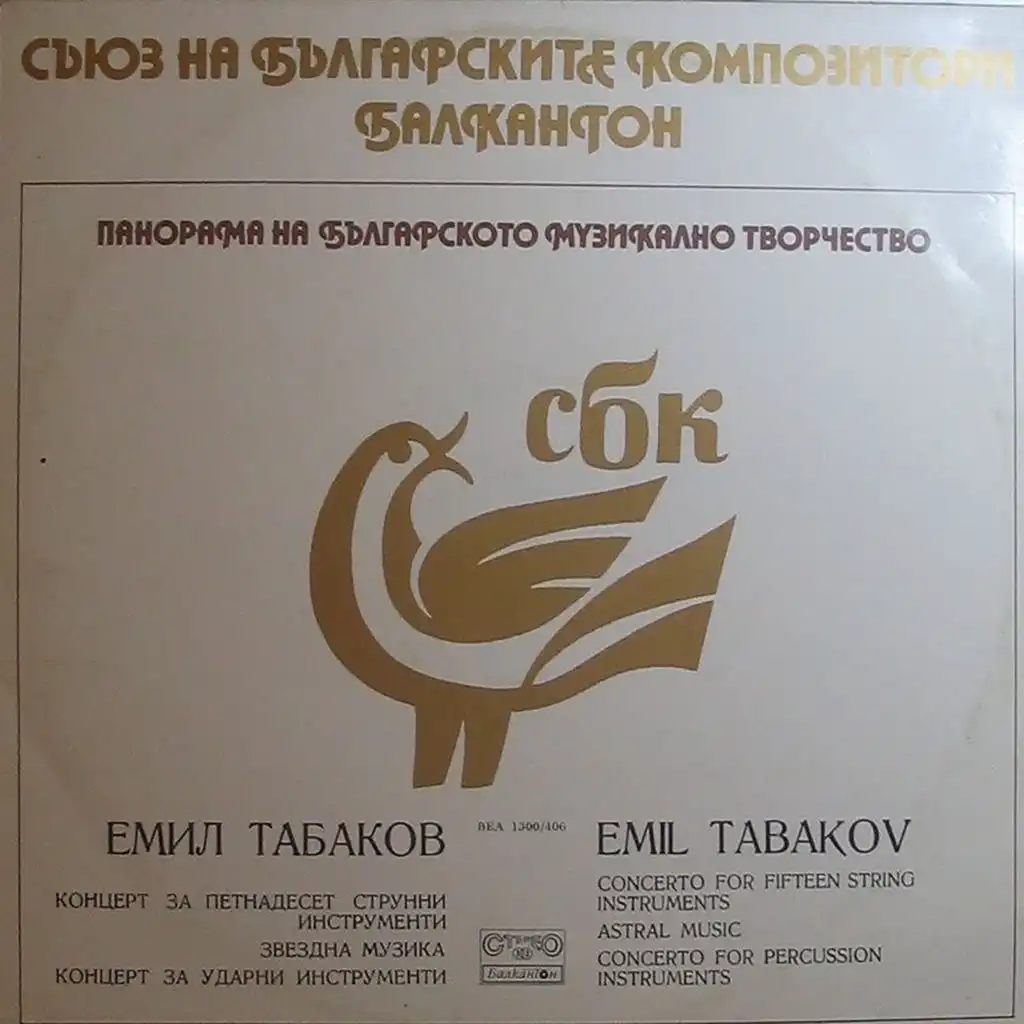 СЪЮЗ НА БЪЛГАРСКИТЕ КОМПОЗИТОРИ
БАЛКАНТОН
ПАНОРАМА НА БЪЛГАРСКОТО МУЗИКАЛНО ТВОРЧЕСТВО
сбк
ЕМИЛ ТАБАКОВ
КОНЦЕРТ ЗА ПЕТНАДЕСЕТ СТРУННИ
ИНСТРУМЕНТИ
ЗВЕЗДНА МУЗИКА
КОНЦЕРТ ЗА УДАРНИ ИНСТРУМЕНТИ
ВЕА 1300/406
СТЕРЕО
Балкантон
EMIL TABAKOV
CONCERTO FOR FIFTEEN STRING
INSTRUMENTS
ASTRAL MUSIC
CONCERTO FOR PERCUSSION
INSTRUMENTS